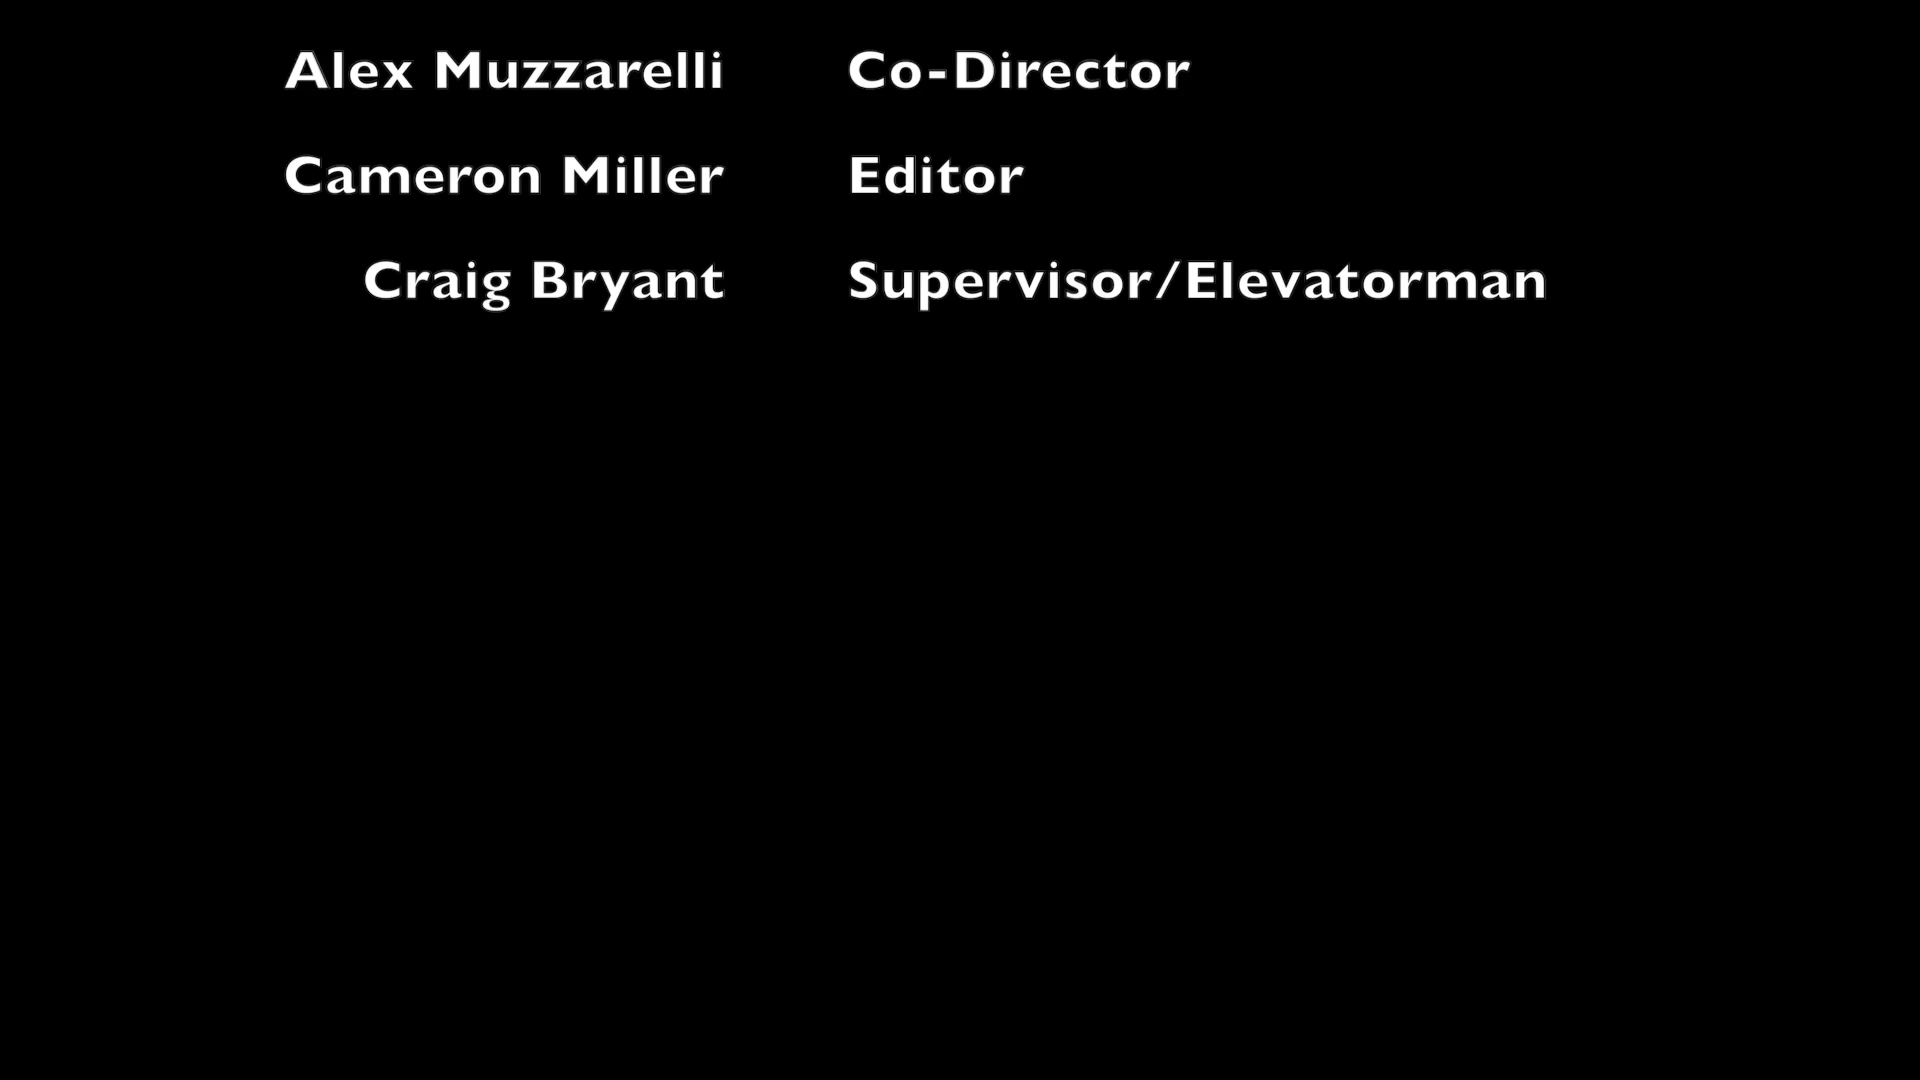 Alex Muzzarelli Co-Director
Cameron Miller Editor
Craig Bryant Supervisor/Elevatorman